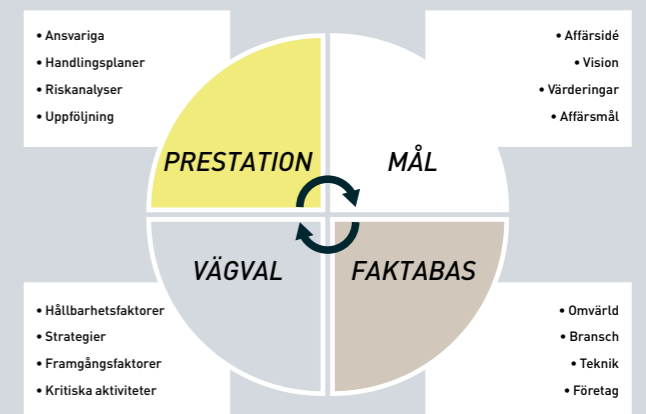 • Ansvariga
• Handlingsplaner
• Riskanalyser
• Uppföljning
• Affärsidé
• Vision
• Värderingar
• Affärsmål
PRESTATION
MÅL
VÄGVAL
FAKTABAS
• Hållbarhetsfaktorer
• Strategier
• Framgångsfaktorer
• Kritiska aktiviteter
• Omvärld
• Bransch
• Teknik
• Företag